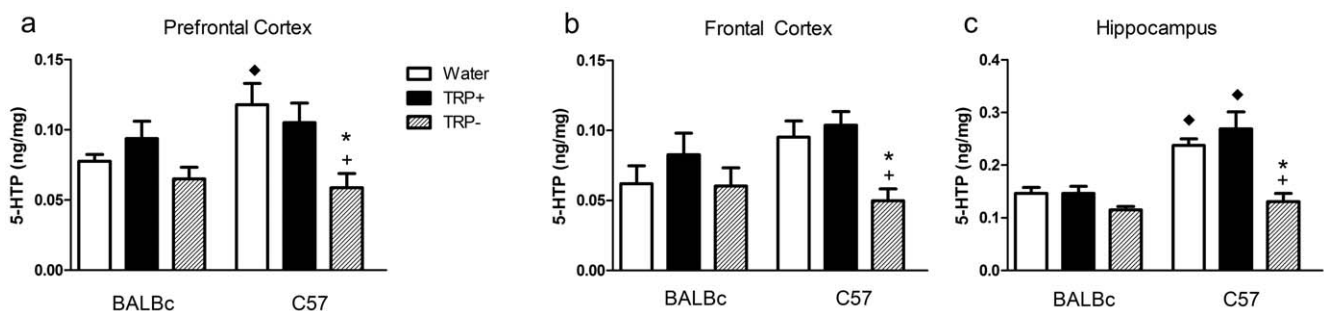 a
Prefrontal Cortex
5-HTP (ng/mg)
0.15
0.10
0.05
0.00
◆
*
+
BALBc
C57
Water
TRP+
TRP-
b
Frontal Cortex
5-HTP (ng/mg)
0.15
0.10
0.05
0.00
*
+
BALBc
C57
c
Hippocampus
5-HTP (ng/mg)
0.4
0.3
0.2
0.1
0.0
◆
◆
*
+
BALBc
C57